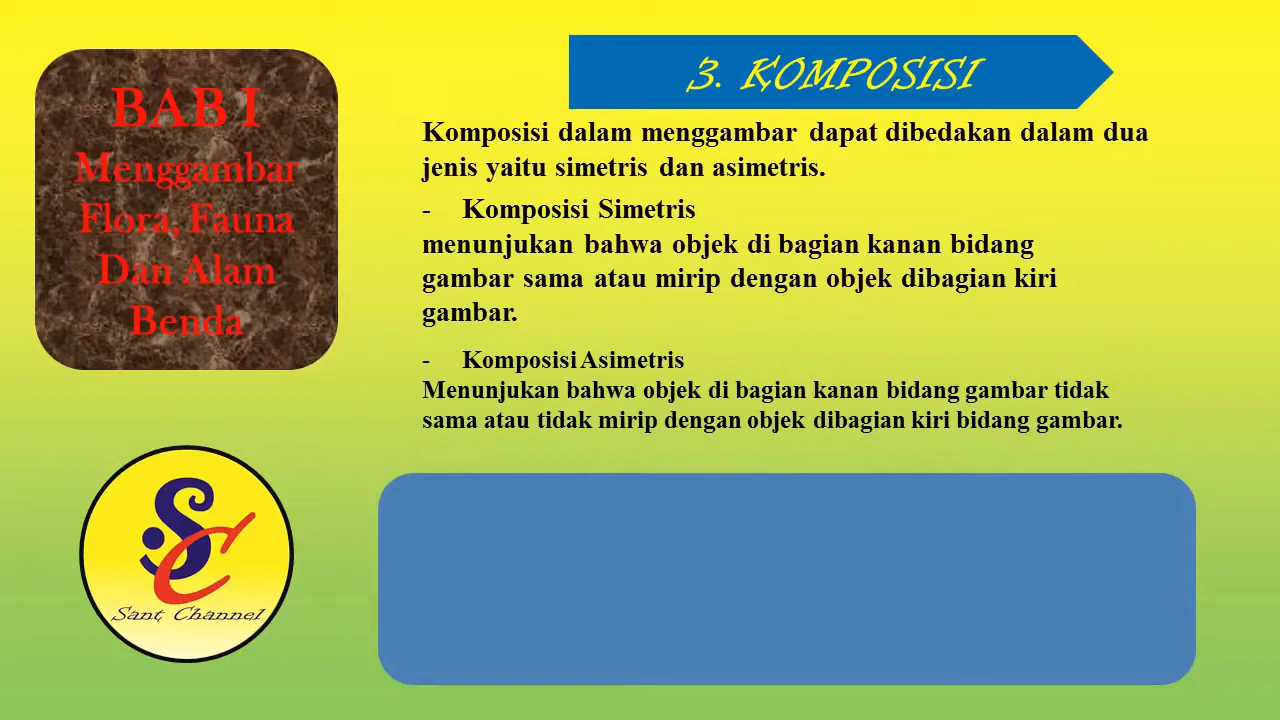 BAB I
Menggambar
Flora, Fauna
Dan Alam
Benda
3. KOMPOSISI
Komposisi dalam menggambar dapat dibedakan dalam dua
jenis yaitu simetris dan asimetris.
- Komposisi Simetris
menunjukan bahwa objek di bagian kanan bidang
gambar sama atau mirip dengan objek dibagian kiri
gambar.
- Komposisi Asimetris
Menunjukan bahwa objek di bagian kanan bidang gambar tidak
sama atau tidak mirip dengan objek dibagian kiri bidang gambar.
SC
Sant Channel